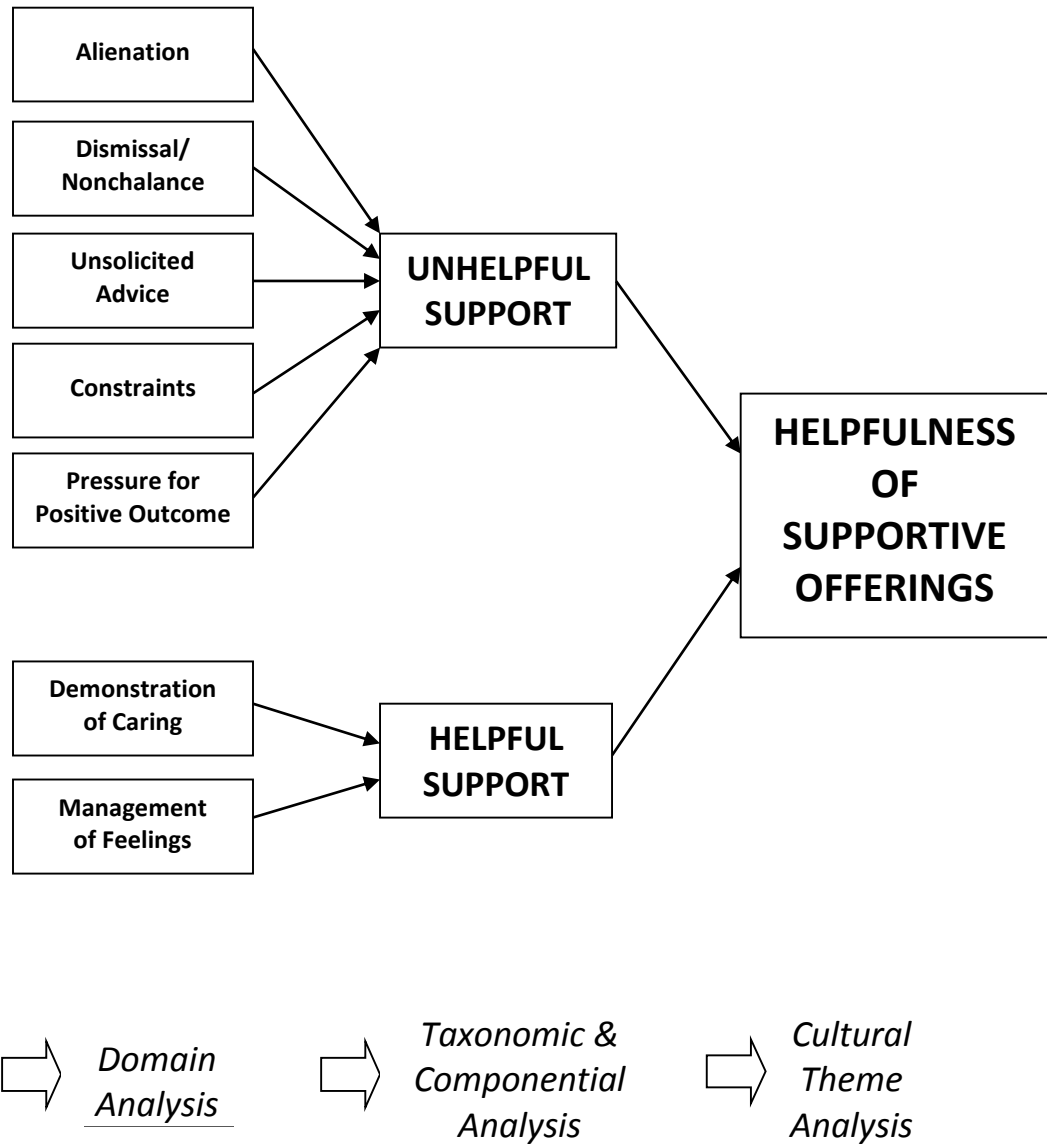 Alienation
Dismissal/
Nonchalance
Unsolicited
Advice
Constraints
Pressure for
Positive Outcome
UNHELPFUL
SUPPORT
Demonstration
of Caring
Management
of Feelings
HELPFUL
SUPPORT
HELPFULNESS
OF
SUPPORTIVE
OFFERINGS
Domain
Analysis
Taxonomic &
Componential
Analysis
Cultural
Theme
Analysis